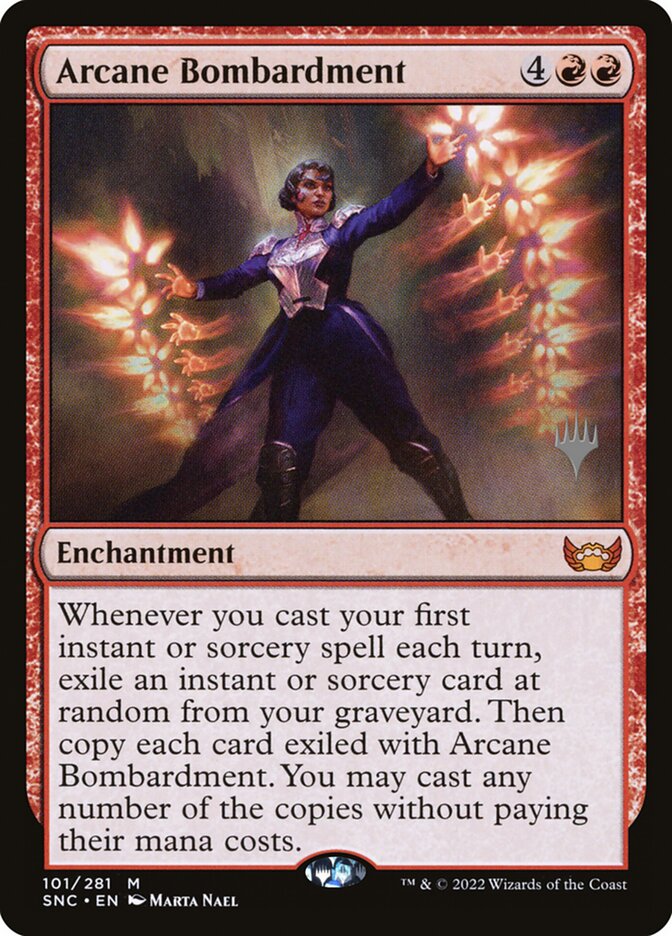 Arcane Bombardment 4
Enchantment
Whenever you cast your first
instant or sorcery spell each turn,
exile an instant or sorcery card at
random from your graveyard. Then
copy each card exiled with Arcane
Bombardment. You may cast any
number of the copies without paying
their mana costs.
101/281 M
SNC • EN Marta Nael
™ & © 2022 Wizards of the Coast